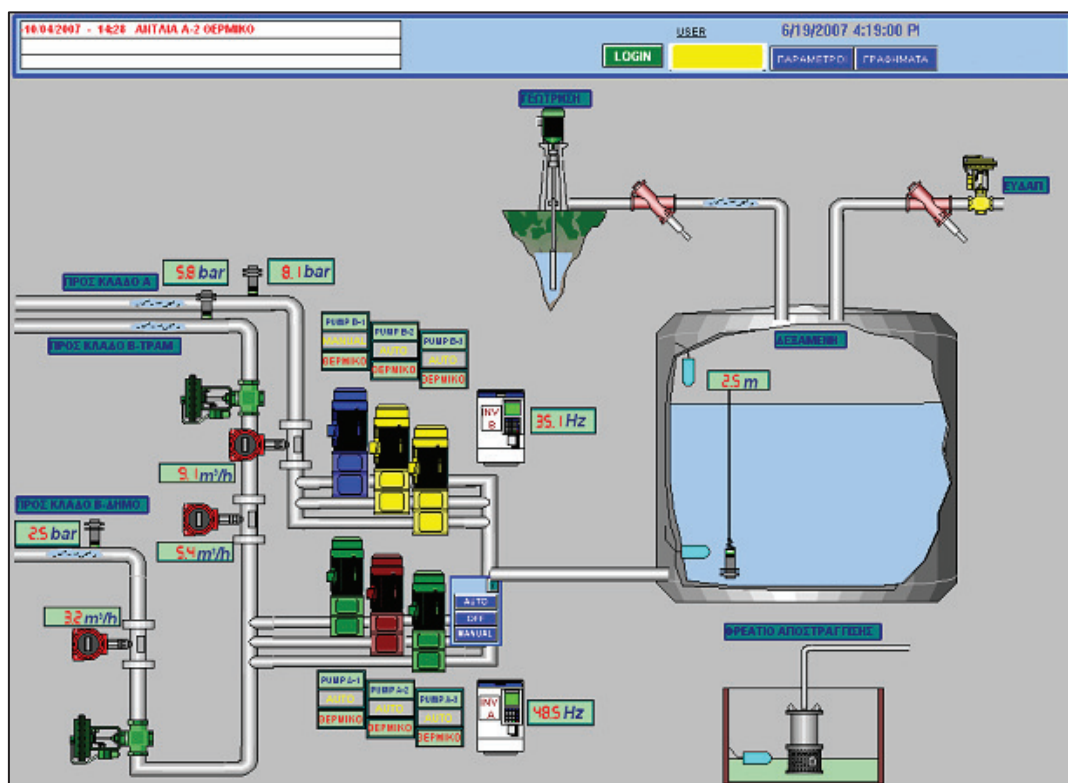 10/04/2007 - 14:28 ΑΝΤΛΙΑ Α-2 ΘΕΡΜΙΚΟ
USER
6/19/2007 4:19:00 PI
LOGIN
ΠΑΡΑΜΕΤΡΟΙ
ΓΡΑΦΗΜΑΤΑ
ΓΕΩΤΡΗΣΗ
ΕΥΔΑΠ
ΠΡΟΣ ΚΛΑΔΟ Α
5.8 bar
8.1 bar
ΠΡΟΣ ΚΛΑΔΟ Β-ΤΡΑΜ
PUMP B-1
MANUAL
ΘΕΡΜΙΚΟ
PUMP B-2
AUTO
ΘΕΡΜΙΚΟ
PUMP B-3
AUTO
ΘΕΡΜΙΚΟ
ΔΕΞΑΜΕΝΗ
2.5 m
INV B
35.1 Hz
9.1 m³/h
ΠΡΟΣ ΚΛΑΔΟ Β-ΔΗΜΟ
2.5 bar
5.4 m³/h
3.2 m³/h
AUTO
OFF
MANUAL
ΦΡΕΑΤΙΟ ΑΠΟΣΤΡΑΓΓΙΣΗΣ
PUMP A-1
AUTO
ΘΕΡΜΙΚΟ
PUMP A-2
AUTO
ΘΕΡΜΙΚΟ
PUMP A-3
AUTO
ΘΕΡΜΙΚΟ
INV A
48.5 Hz